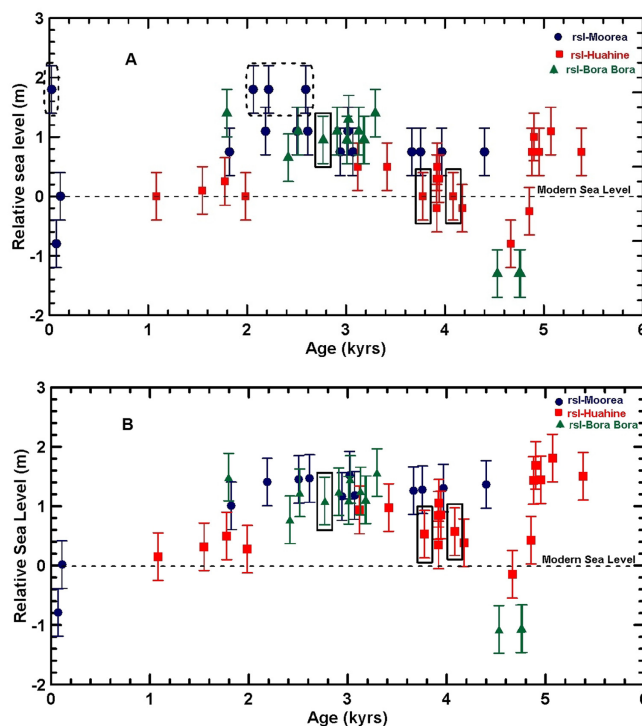 3
A
rsl-Moorea
rsl-Huahine
rsl-Bora Bora
2
1
0
Modern Sea Level
-1
-2
0 1 2 3 4 5 6
Relative sea level (m)
Age (kyrs)
3
B
rsl-Moorea
rsl-Huahine
rsl-Bora Bora
2
1
0
Modern Sea Level
-1
-2
0 1 2 3 4 5 6
Relative Sea Level (m)
Age (kyrs)